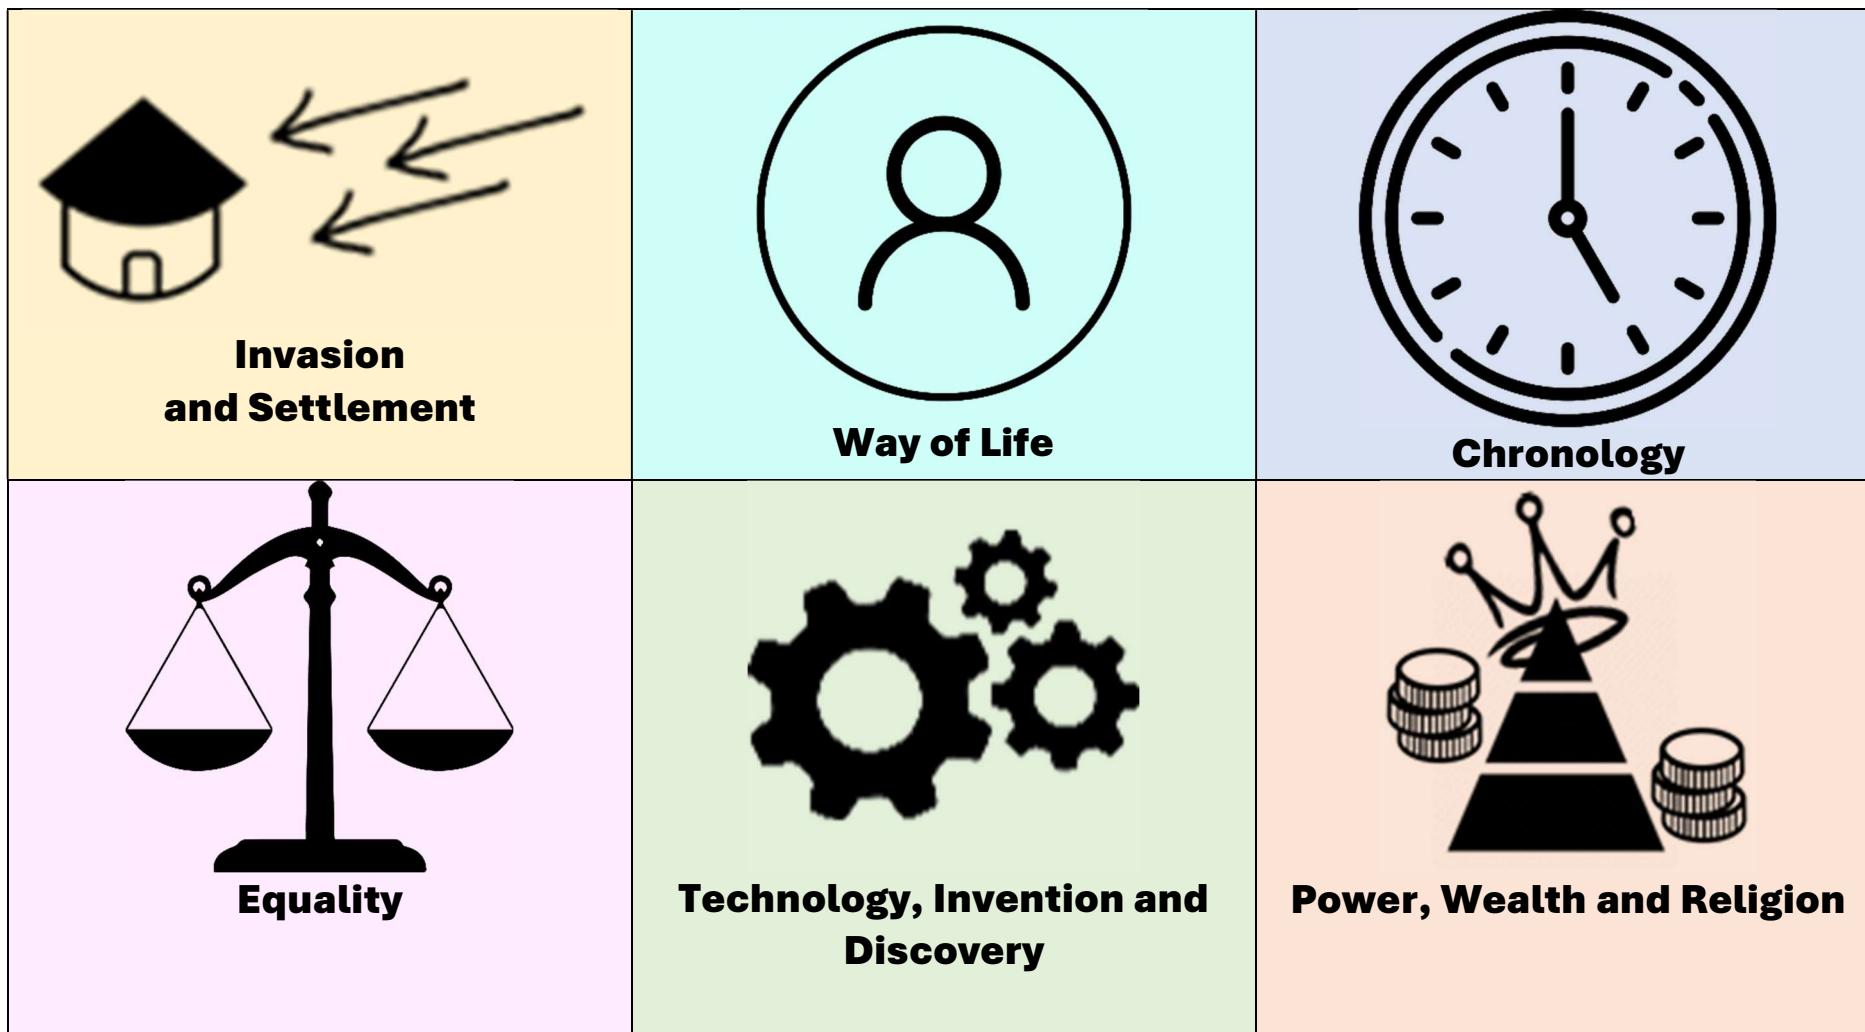 Invasion
and Settlement
Way of Life
Chronology
Equality
Technology, Invention and
Discovery
Power, Wealth and Religion